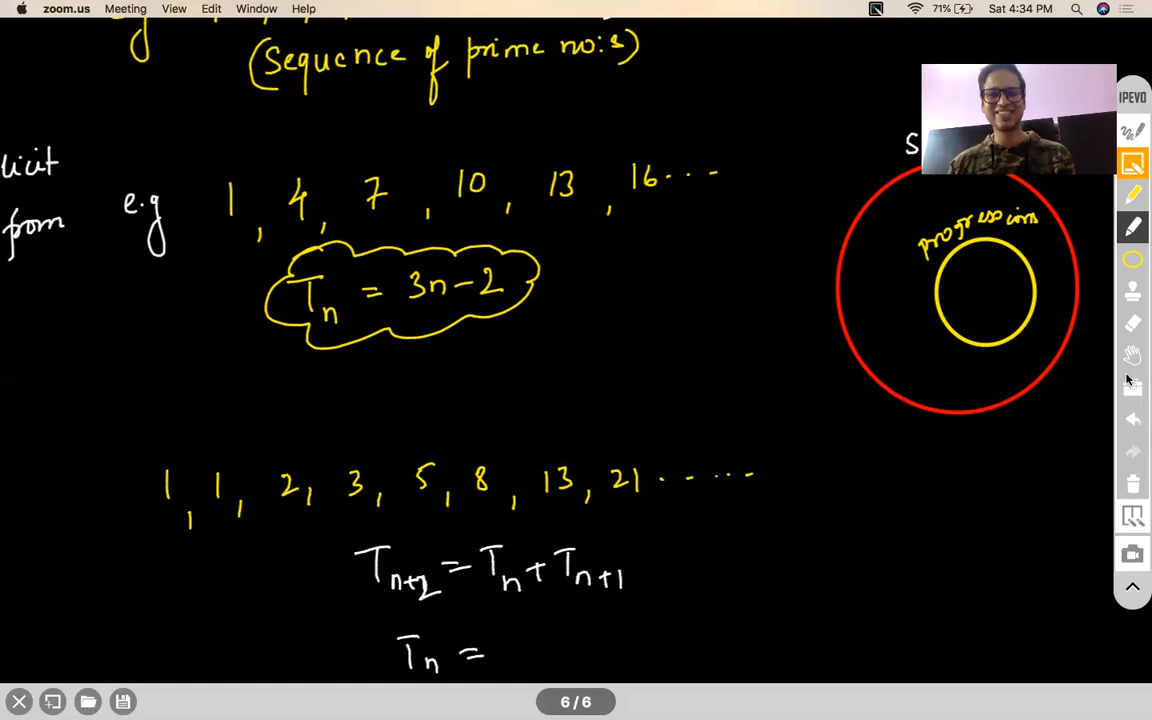 zoom.us Meeting View Edit Window Help 71% Sat 4:34 PM
(Sequence of prime no:s)
IPEVO
S
licit
from
e.g 1, 4, 7, 10, 13, 16...
progressions
Tn = 3n-2
1, 1, 2, 3, 5, 8, 13, 21.....
Tn+2 = Tn + Tn+1
Tn =
6/6